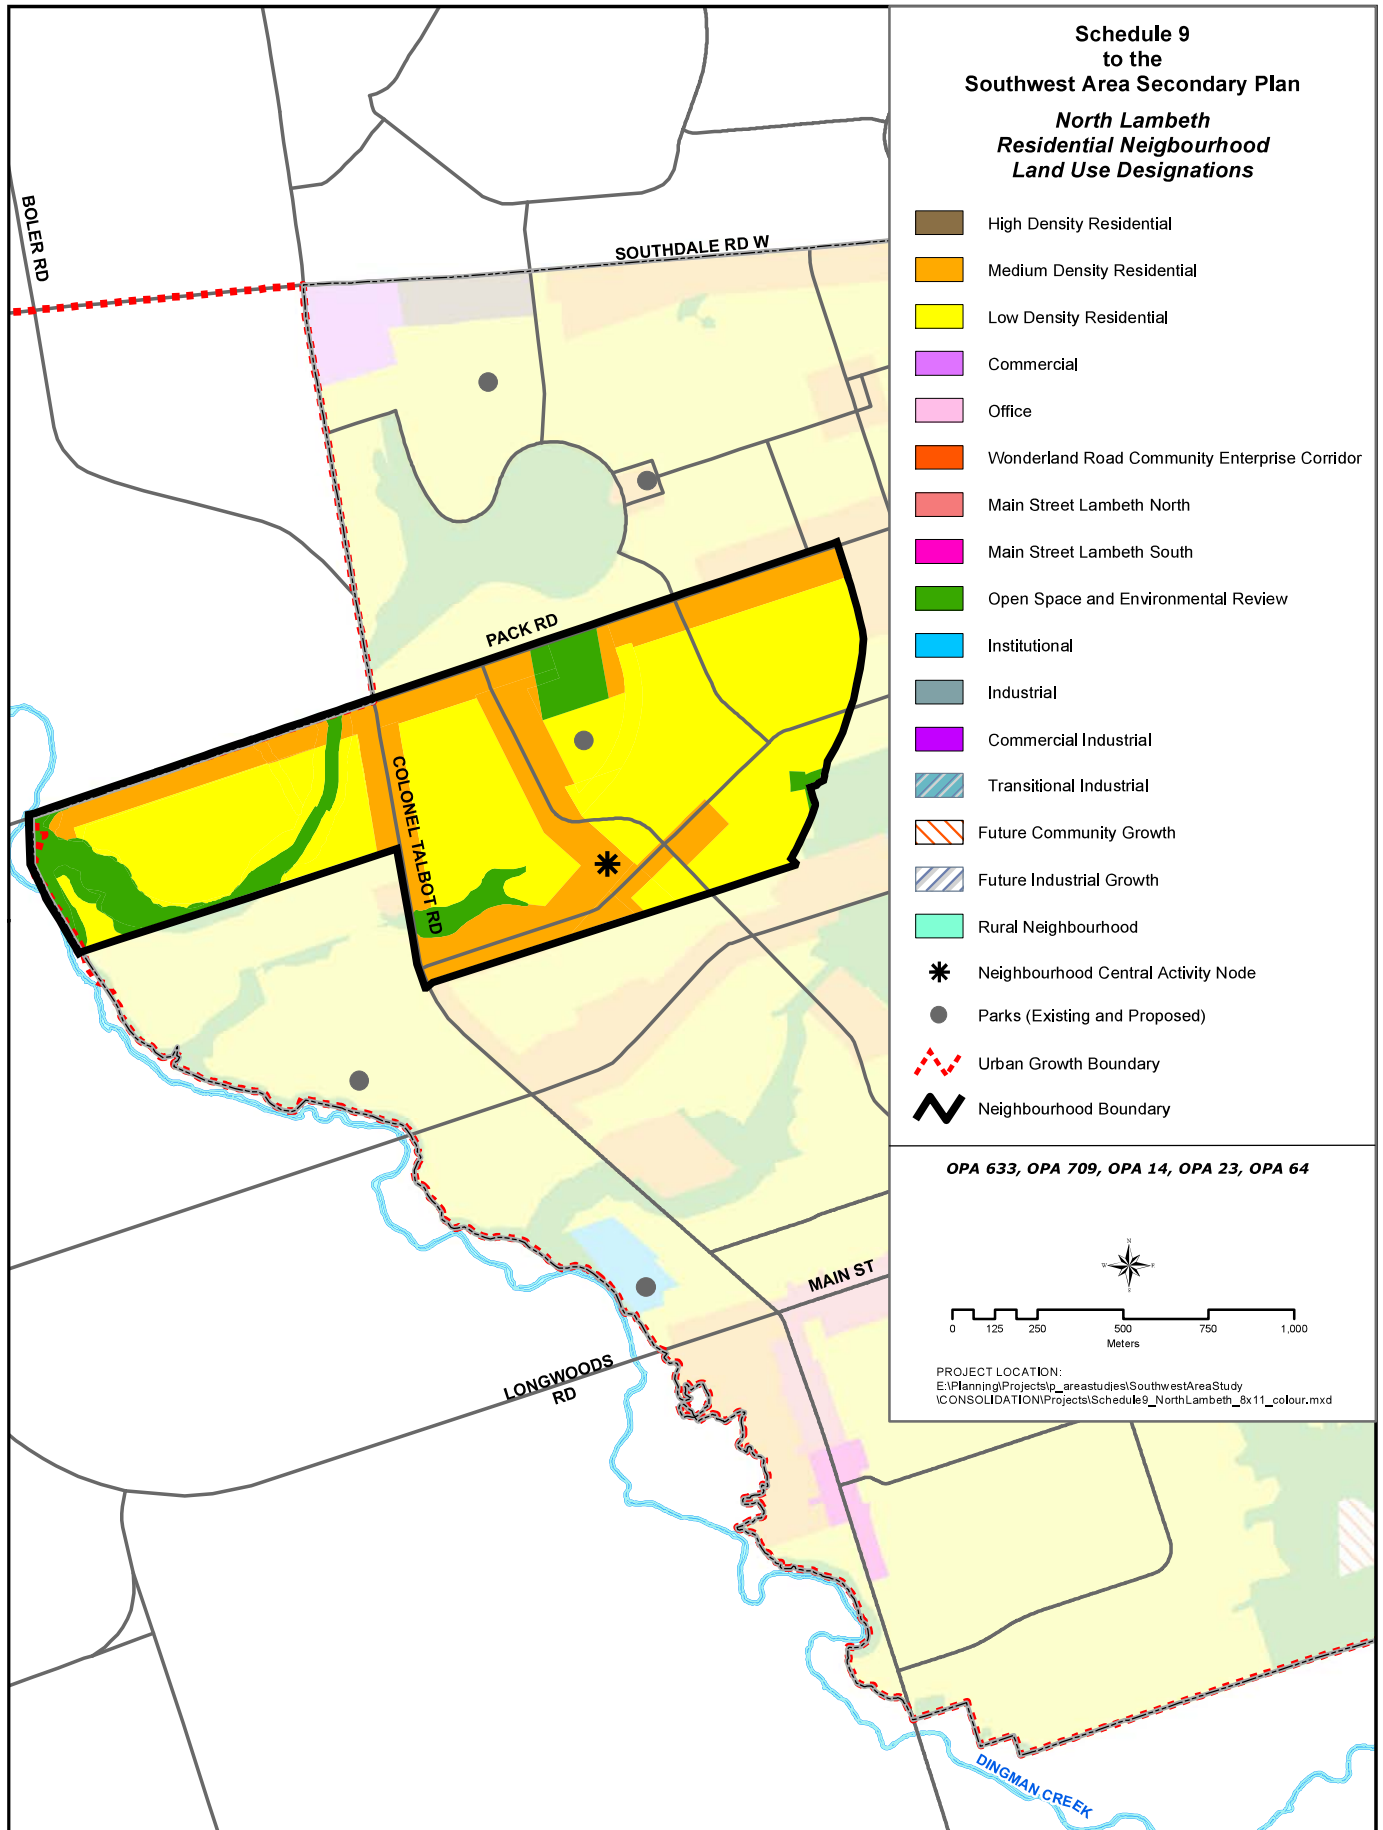 Schedule 9
to the
Southwest Area Secondary Plan
North Lambeth
Residential Neigbourhood
Land Use Designations
High Density Residential
Medium Density Residential
Low Density Residential
Commercial
Office
Wonderland Road Community Enterprise Corridor
Main Street Lambeth North
Main Street Lambeth South
Open Space and Environmental Review
Institutional
Industrial
Commercial Industrial
Transitional Industrial
Future Community Growth
Future Industrial Growth
Rural Neighbourhood
Neighbourhood Central Activity Node
Parks (Existing and Proposed)
Urban Growth Boundary
Neighbourhood Boundary
OPA 633, OPA 709, OPA 14, OPA 23, OPA 64
N
W E
S
0 125 250 500 750 1,000
Meters
PROJECT LOCATION:
E:\Planning\Projects\p_areastudies\SouthwestAreaStudy
\CONSOLIDATION\Projects\Schedule9_NorthLambeth_8x11_colour.mxd
BOLER RD
SOUTHDALE RD W
PACK RD
COLONEL TALBOT RD
MAIN ST
LONGWOODS
RD
DINGMAN CREEK